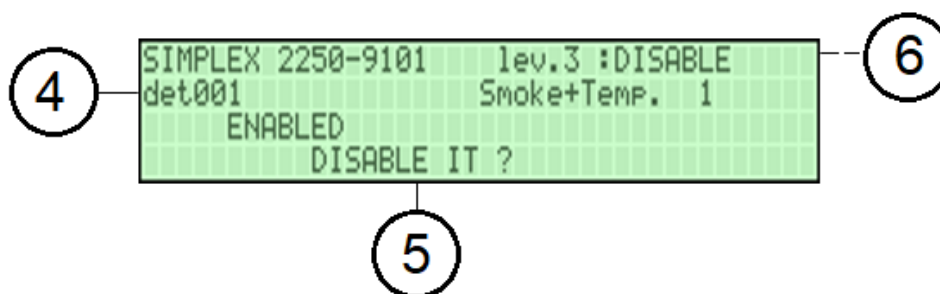 SIMPLEX 2250-9101 lev.3 :DISABLE
6
4
det001 Smoke+Temp. 1
ENABLED
DISABLE IT ?
5